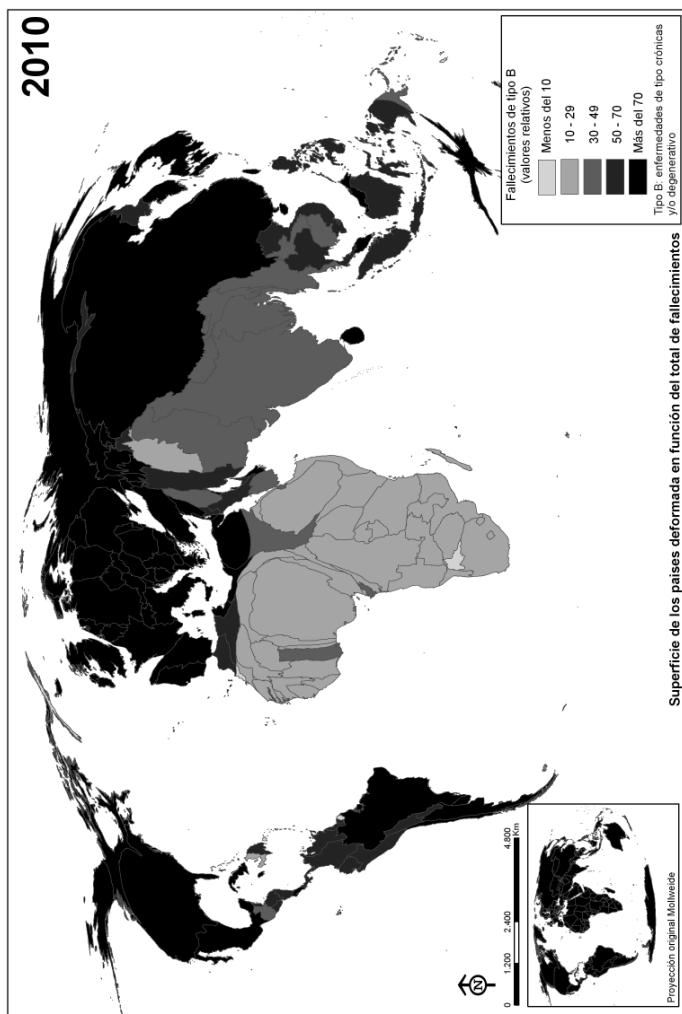 2010
Fallecimientos de tipo B
(valores relativos)
Menos del 10
10 - 29
30 - 49
50 - 70
Más del 70
Tipo B: enfermedades de tipo crónicas
y/o degenerativo
Superficie de los paises deformada en función del total de fallecimientos
N
0 1.200 2.400 4.800
Km
Proyección original Mollweide